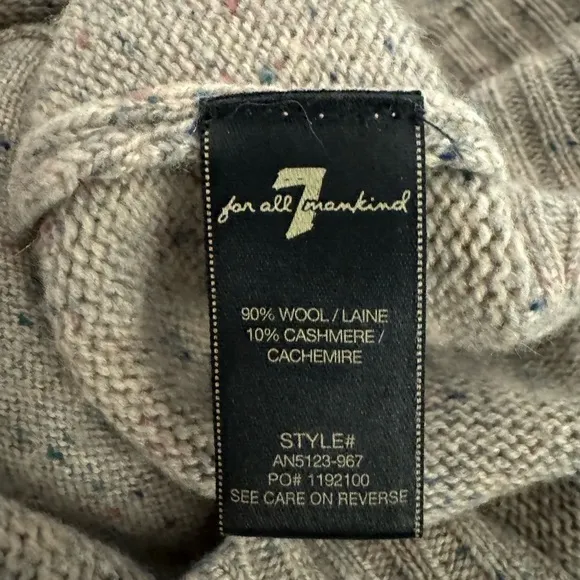 for all 7 mankind
90% WOOL / LAINE
10% CASHMERE /
CACHEMIRE
STYLE#
AN5123-967
PO# 1192100
SEE CARE ON REVERSE